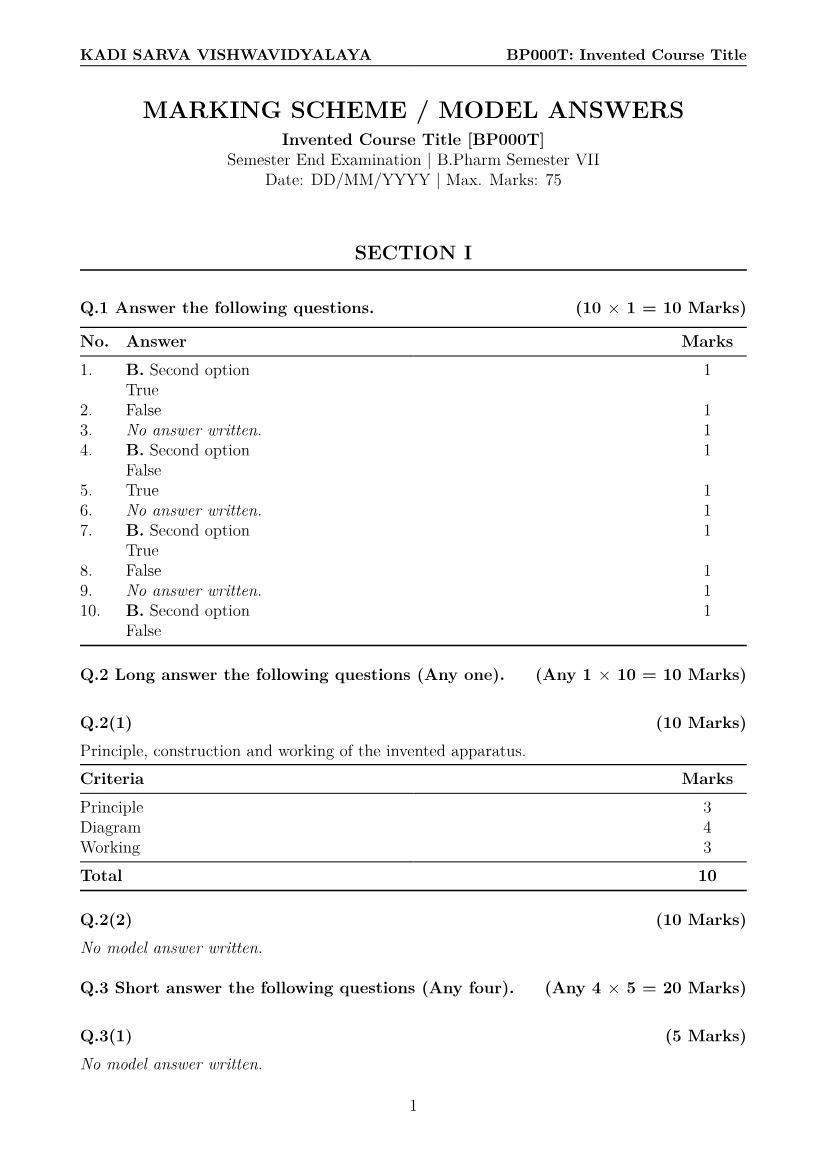 KADI SARVA VISHWAVIDYALAYA BP000T: Invented Course Title
MARKING SCHEME / MODEL ANSWERS
Invented Course Title [BP000T]
Semester End Examination | B.Pharm Semester VII
Date: DD/MM/YYYY | Max. Marks: 75
SECTION I
Q.1 Answer the following questions. (10 × 1 = 10 Marks)
No. Answer Marks
1. B. Second option 1
True
2. False 1
3. No answer written. 1
4. B. Second option 1
False
5. True 1
6. No answer written. 1
7. B. Second option 1
True
8. False 1
9. No answer written. 1
10. B. Second option 1
False
Q.2 Long answer the following questions (Any one). (Any 1 × 10 = 10 Marks)
Q.2(1) (10 Marks)
Principle, construction and working of the invented apparatus.
Criteria Marks
Principle 3
Diagram 4
Working 3
Total 10
Q.2(2) (10 Marks)
No model answer written.
Q.3 Short answer the following questions (Any four). (Any 4 × 5 = 20 Marks)
Q.3(1) (5 Marks)
No model answer written.
1